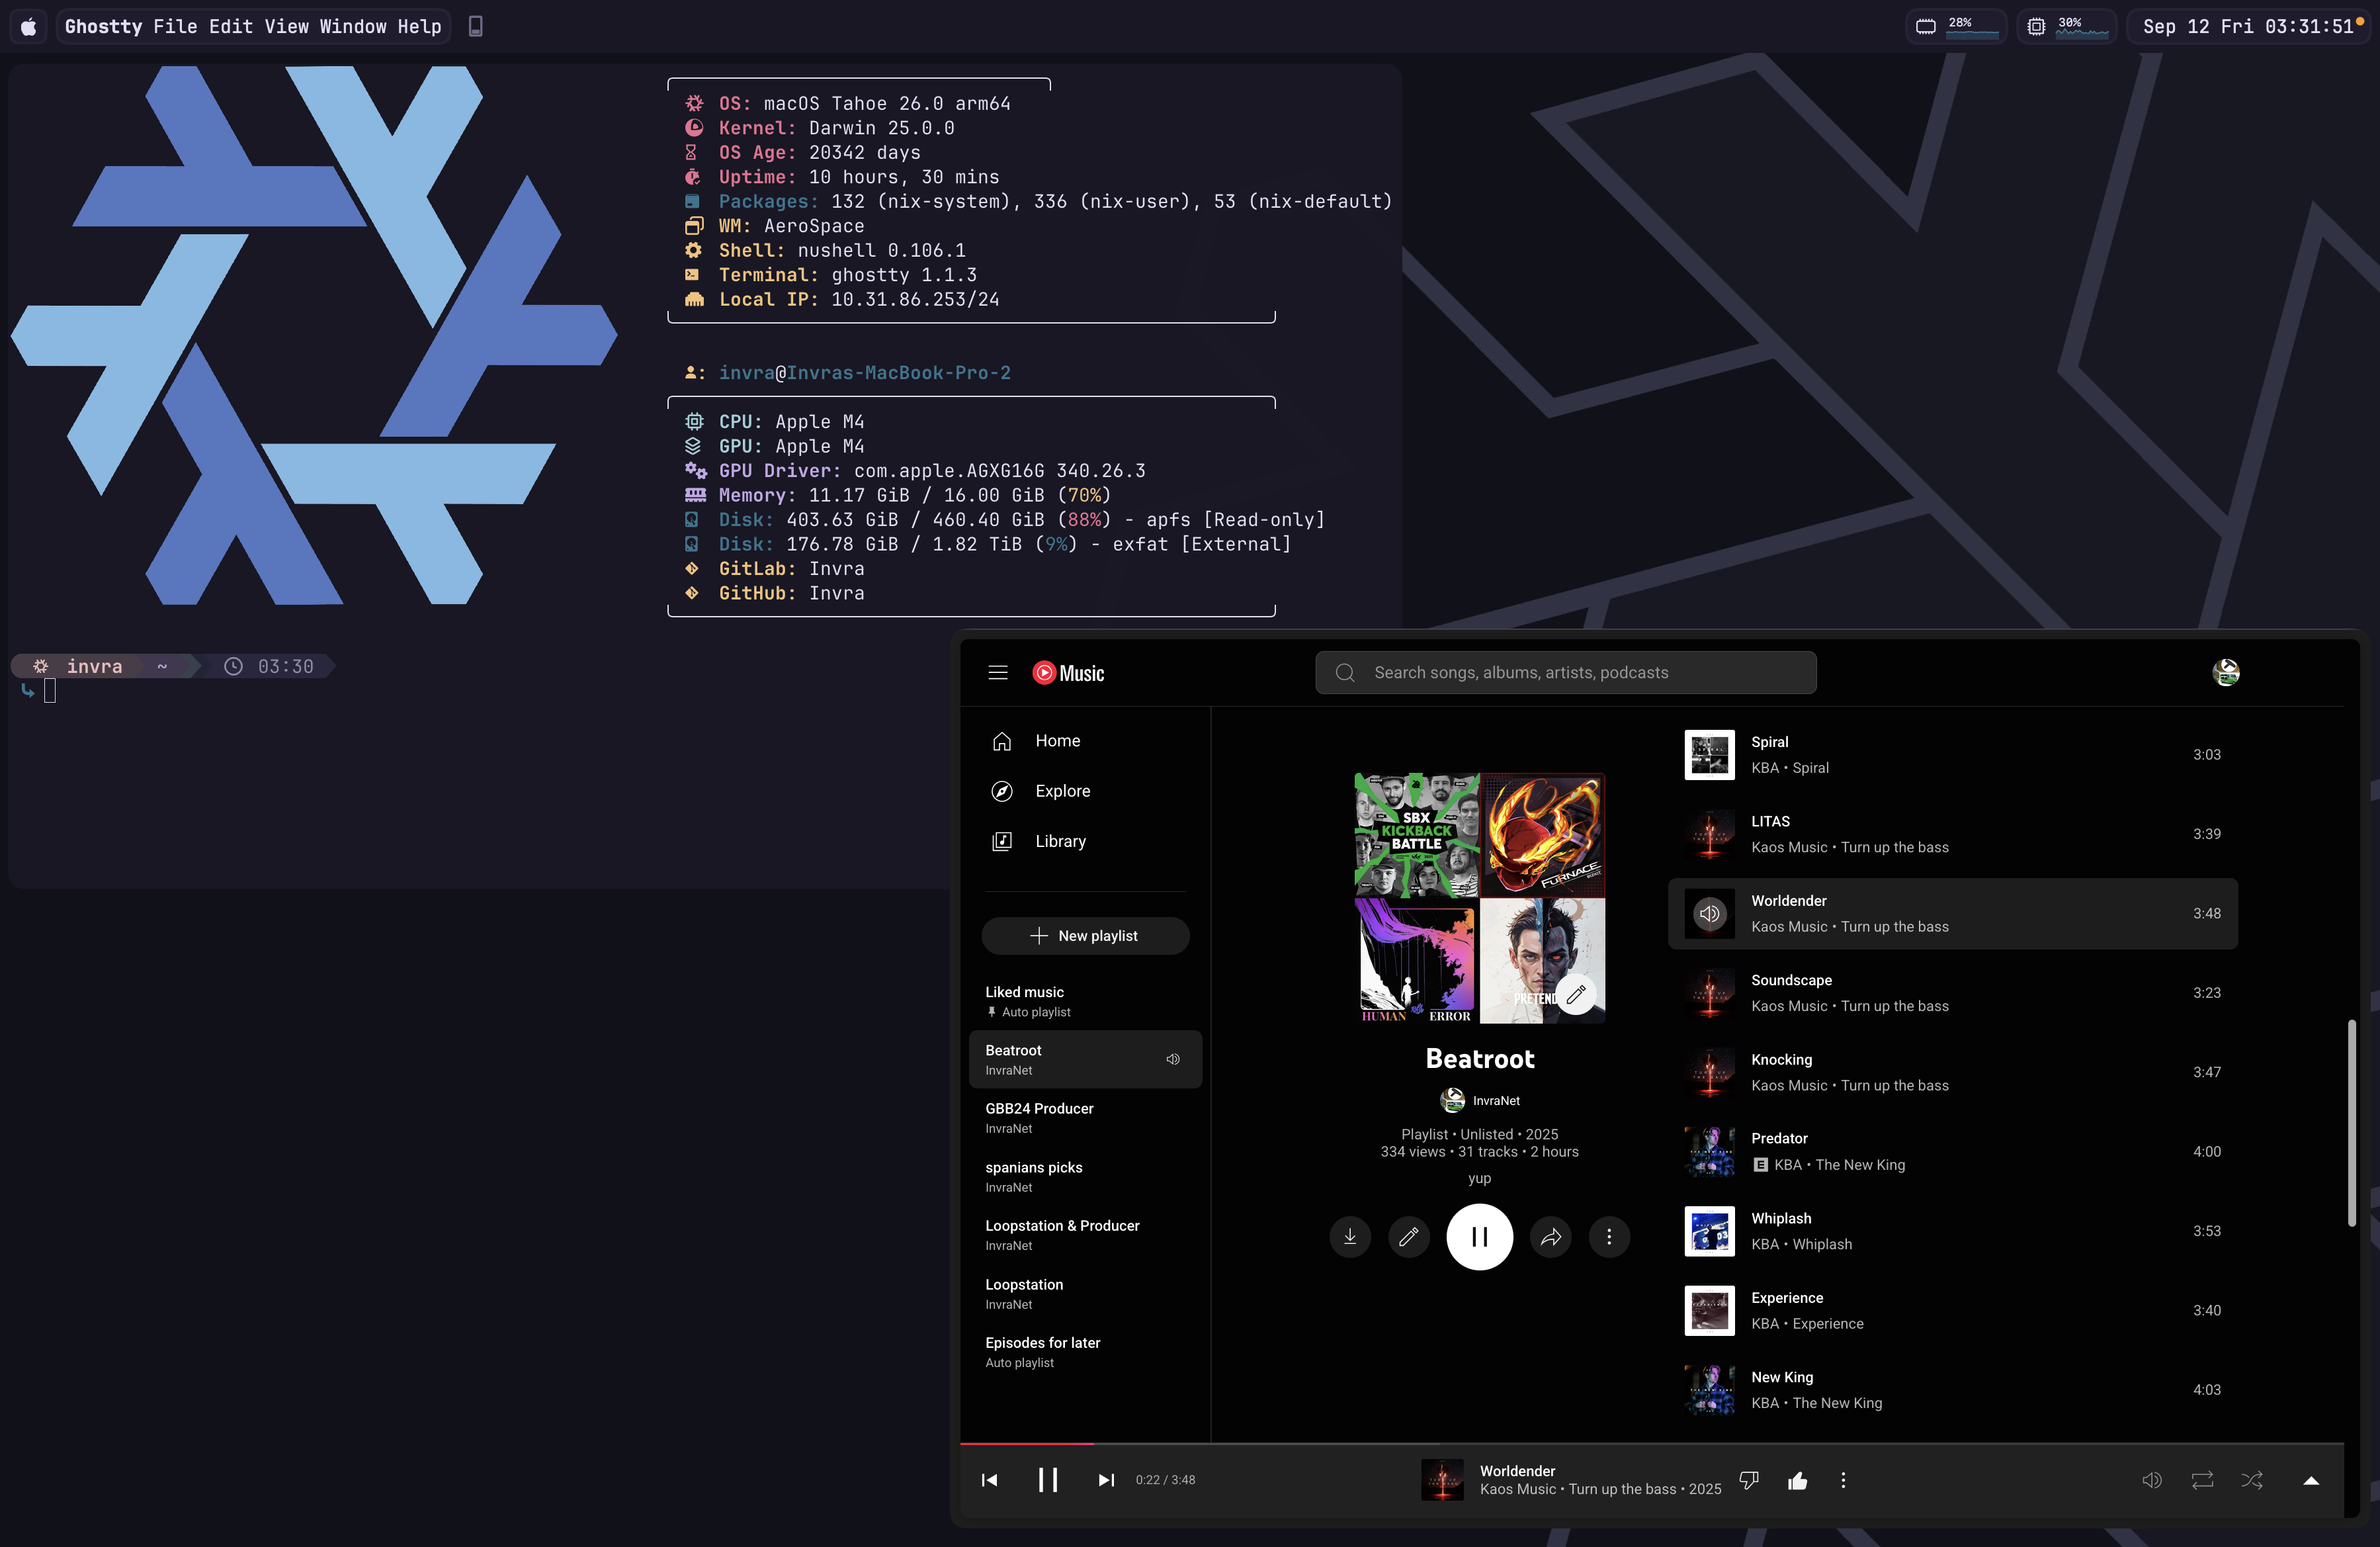 Ghostty File Edit View Window Help
28%
30%
Sep 12 Fri 03:31:51
OS: macOS Tahoe 26.0 arm64
Kernel: Darwin 25.0.0
OS Age: 20342 days
Uptime: 10 hours, 30 mins
Packages: 132 (nix-system), 336 (nix-user), 53 (nix-default)
WM: AeroSpace
Shell: nushell 0.106.1
Terminal: ghostty 1.1.3
Local IP: 10.31.86.253/24
: invra@Invras-MacBook-Pro-2
CPU: Apple M4
GPU: Apple M4
GPU Driver: com.apple.AGXG16G 340.26.3
Memory: 11.17 GiB / 16.00 GiB (70%)
Disk: 403.63 GiB / 460.40 GiB (88%) - apfs [Read-only]
Disk: 176.78 GiB / 1.82 TiB (9%) - exfat [External]
GitLab: Invra
GitHub: Invra
invra ~ 03:30
Music
Search songs, albums, artists, podcasts
Home
Explore
Library
New playlist
Liked music
Auto playlist
Beatroot
InvraNet
GBB24 Producer
InvraNet
spanians picks
InvraNet
Loopstation & Producer
InvraNet
Loopstation
InvraNet
Episodes for later
Auto playlist
SBX
KICKBACK
BATTLE
FURNACE
HUMAN ERROR
PRETEND
Beatroot
InvraNet
Playlist • Unlisted • 2025
334 views • 31 tracks • 2 hours
yup
Spiral
KBA • Spiral
3:03
LITAS
Kaos Music • Turn up the bass
3:39
Worldender
Kaos Music • Turn up the bass
3:48
Soundscape
Kaos Music • Turn up the bass
3:23
Knocking
Kaos Music • Turn up the bass
3:47
Predator
E KBA • The New King
4:00
Whiplash
KBA • Whiplash
3:53
Experience
KBA • Experience
3:40
New King
KBA • The New King
4:03
0:22 / 3:48
Worldender
Kaos Music • Turn up the bass • 2025